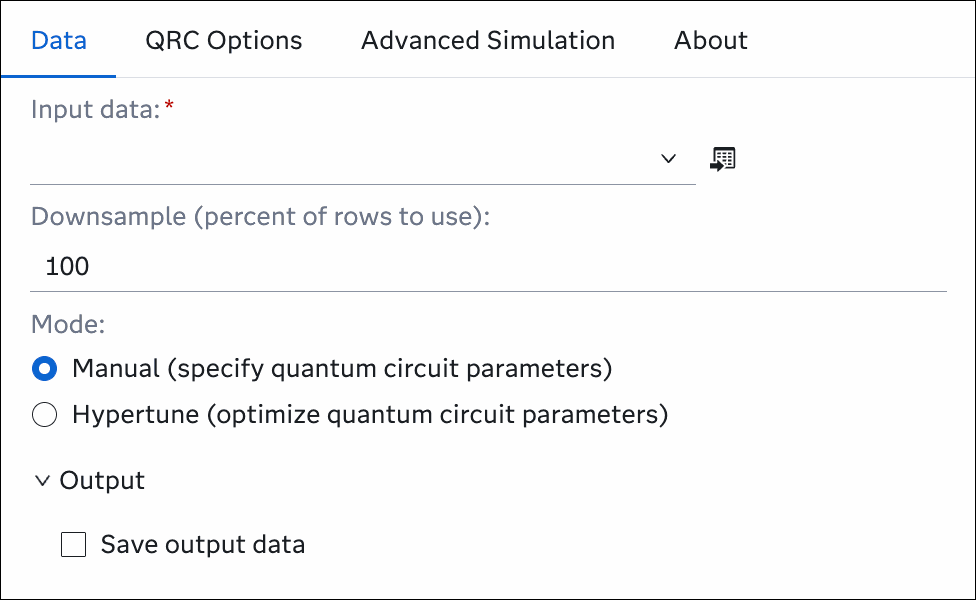 Data QRC Options Advanced Simulation About
Input data:*
Downsample (percent of rows to use):
100
Mode:
Manual (specify quantum circuit parameters)
Hypertune (optimize quantum circuit parameters)
Output
Save output data